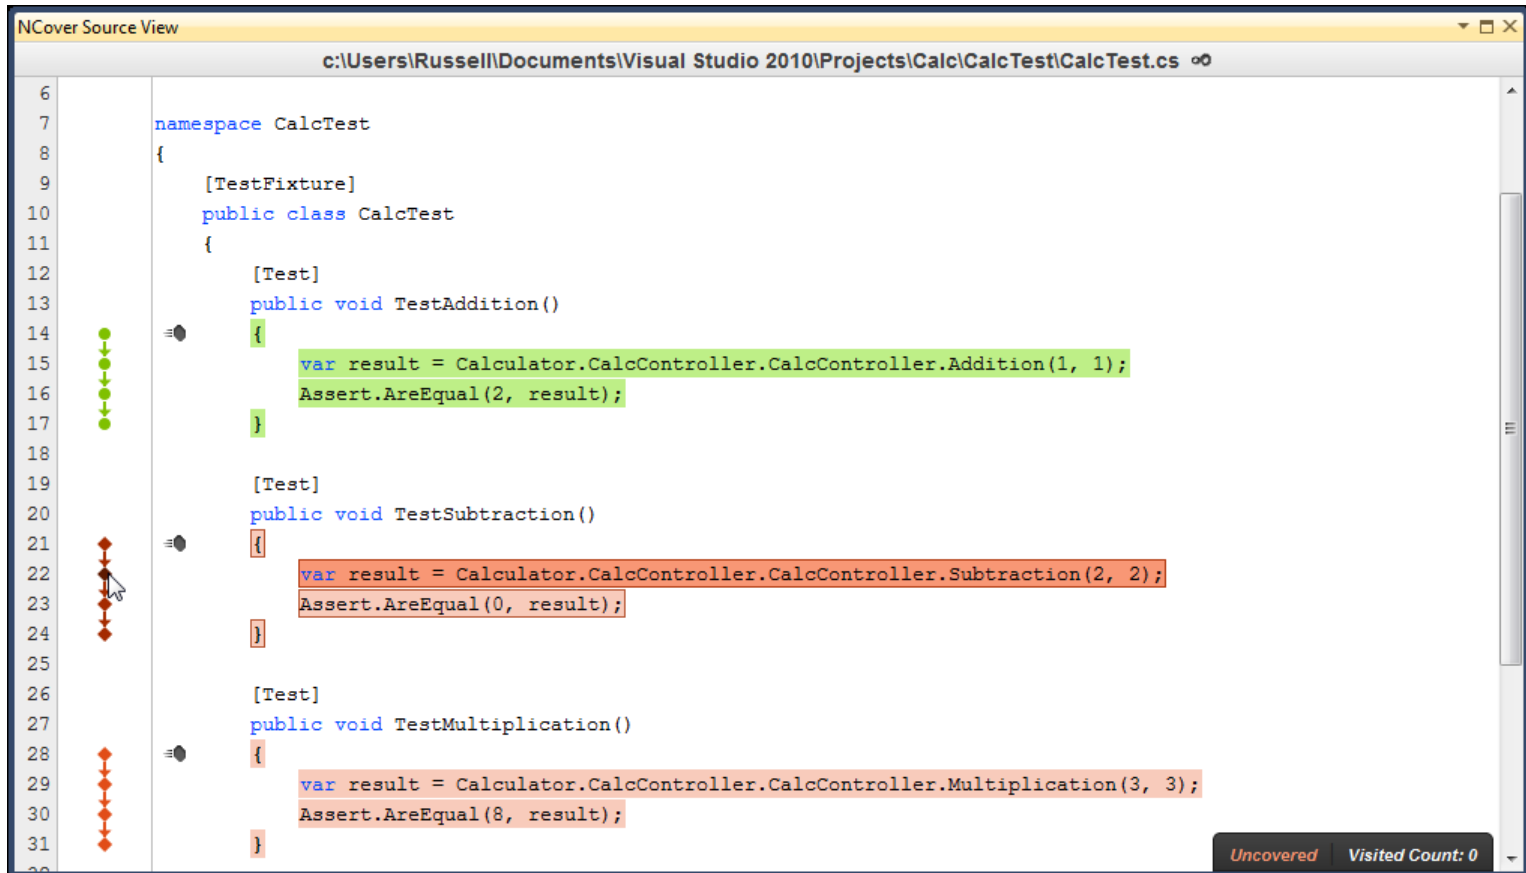 NCover Source View
c:\Users\Russell\Documents\Visual Studio 2010\Projects\Calc\CalcTest\CalcTest.cs
6
7 namespace CalcTest
8 {
9 [TestFixture]
10 public class CalcTest
11 {
12 [Test]
13 public void TestAddition()
14 {
15 var result = Calculator.CalcController.CalcController.Addition(1, 1);
16 Assert.AreEqual(2, result);
17 }
18
19 [Test]
20 public void TestSubtraction()
21 {
22 var result = Calculator.CalcController.CalcController.Subtraction(2, 2);
23 Assert.AreEqual(0, result);
24 }
25
26 [Test]
27 public void TestMultiplication()
28 {
29 var result = Calculator.CalcController.CalcController.Multiplication(3, 3);
30 Assert.AreEqual(8, result);
31 }
Uncovered Visited Count: 0